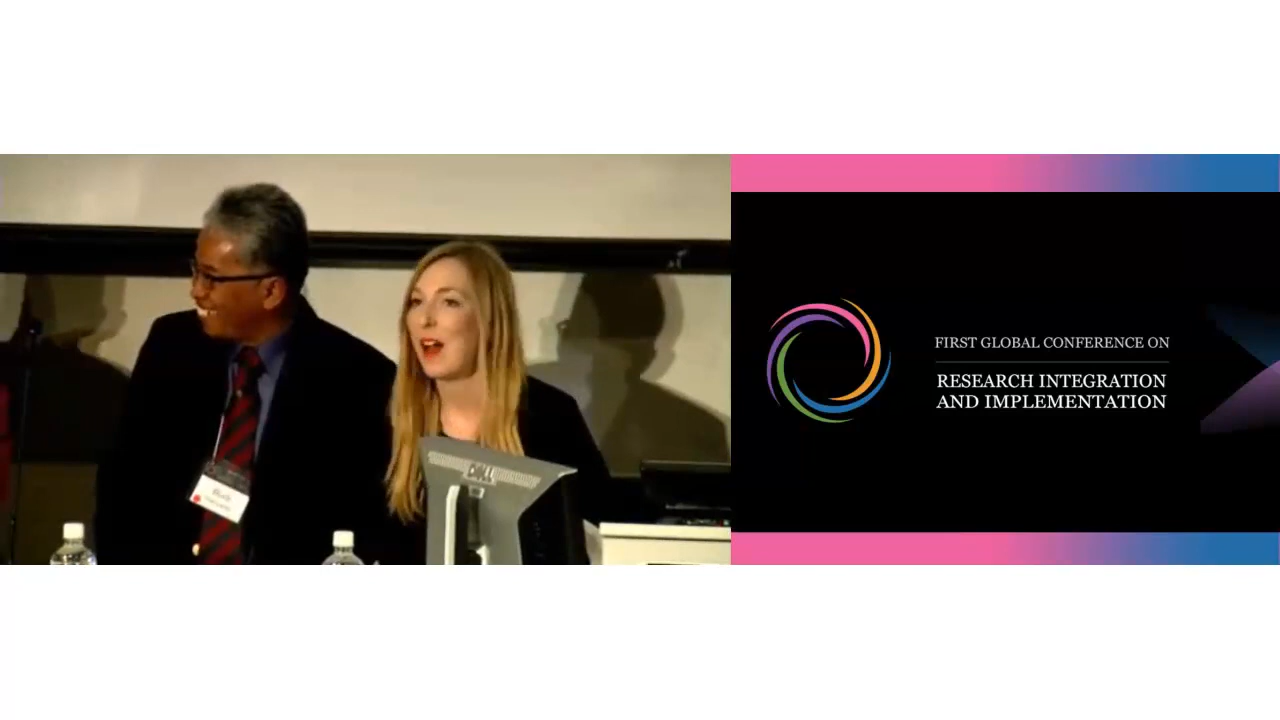 DELL
FIRST GLOBAL CONFERENCE ON
RESEARCH INTEGRATION
AND IMPLEMENTATION